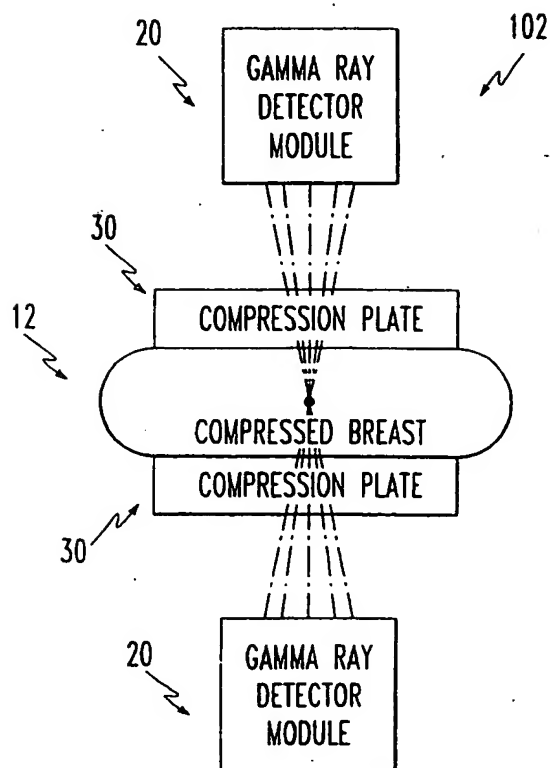 20
102
GAMMA RAY
DETECTOR
MODULE
30
COMPRESSION PLATE
12
COMPRESSED BREAST
COMPRESSION PLATE
30
20
GAMMA RAY
DETECTOR
MODULE